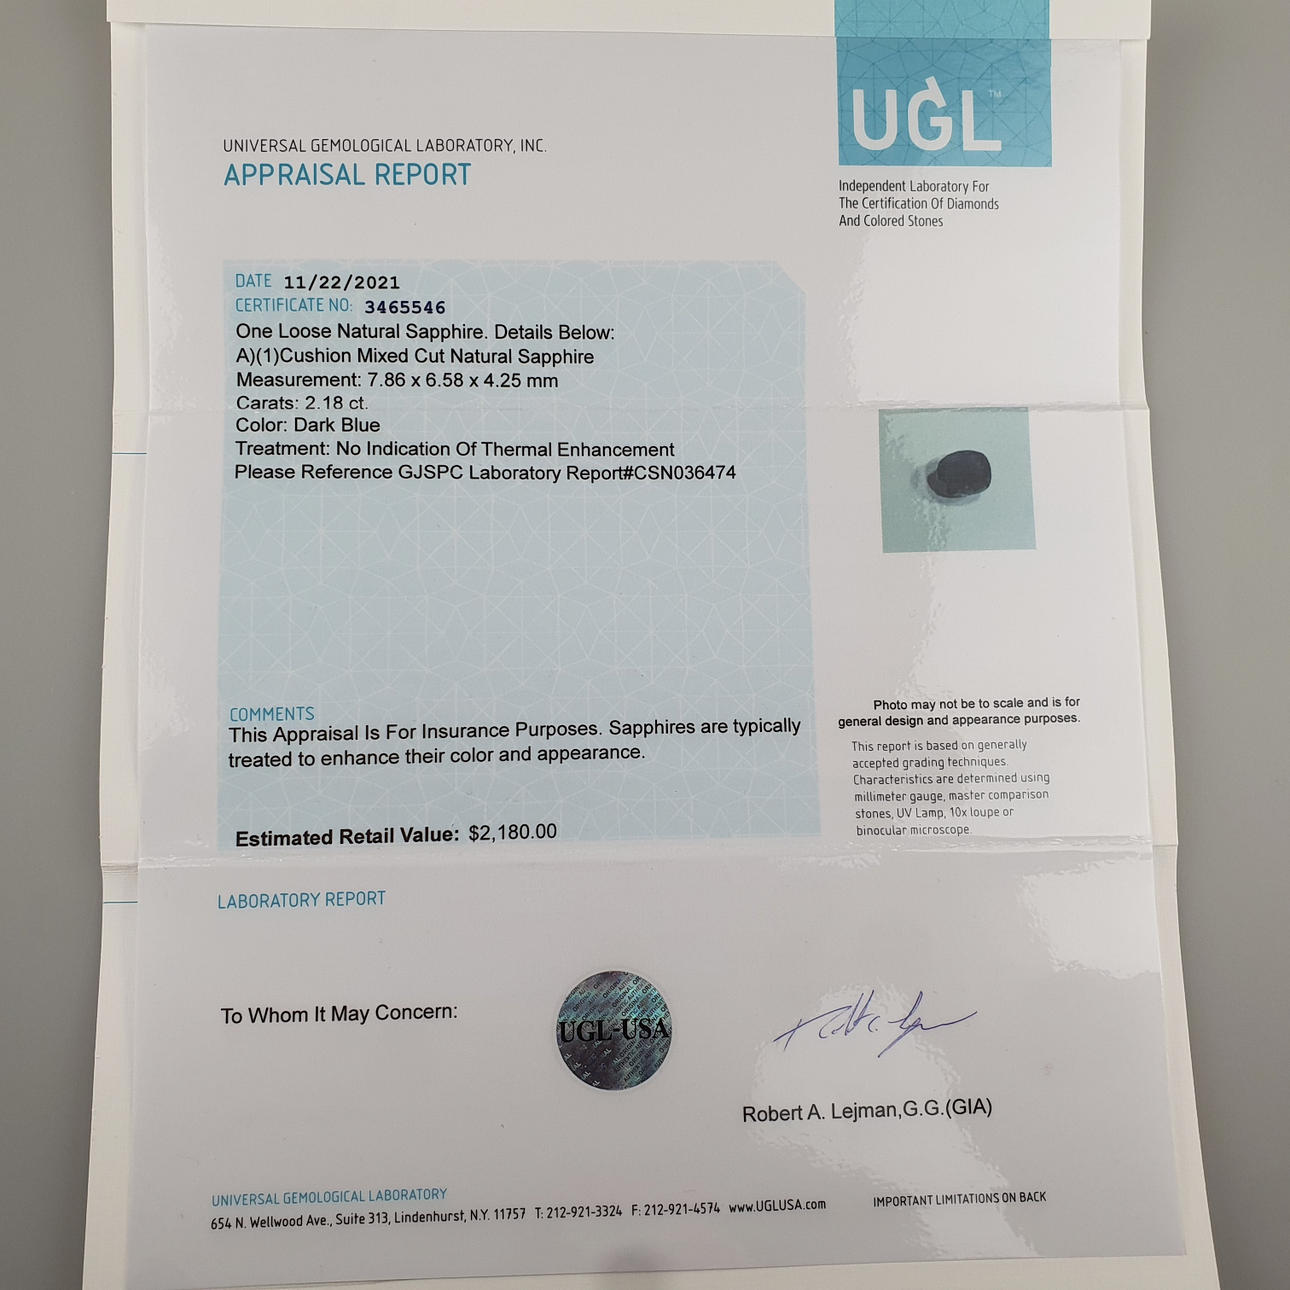 UGL™
UNIVERSAL GEMOLOGICAL LABORATORY, INC.
APPRAISAL REPORT
Independent Laboratory For
The Certification Of Diamonds
And Colored Stones
DATE 11/22/2021
CERTIFICATE NO: 3465546
One Loose Natural Sapphire. Details Below:
A)(1)Cushion Mixed Cut Natural Sapphire
Measurement: 7.86 x 6.58 x 4.25 mm
Carats: 2.18 ct.
Color: Dark Blue
Treatment: No Indication Of Thermal Enhancement
Please Reference GJSPC Laboratory Report#CSN036474
COMMENTS
This Appraisal Is For Insurance Purposes. Sapphires are typically
treated to enhance their color and appearance.
Estimated Retail Value: $2,180.00
Photo may not be to scale and is for
general design and appearance purposes.
This report is based on generally
accepted grading techniques.
Characteristics are determined using
millimeter gauge, master comparison
stones, UV Lamp, 10x loupe or
binocular microscope.
LABORATORY REPORT
To Whom It May Concern:
UGL-USA
Robert A. Lejman,G.G.(GIA)
UNIVERSAL GEMOLOGICAL LABORATORY
654 N. Wellwood Ave., Suite 313, Lindenhurst, N.Y. 11757 T: 212-921-3324 F: 212-921-4574 www.UGLUSA.com
IMPORTANT LIMITATIONS ON BACK